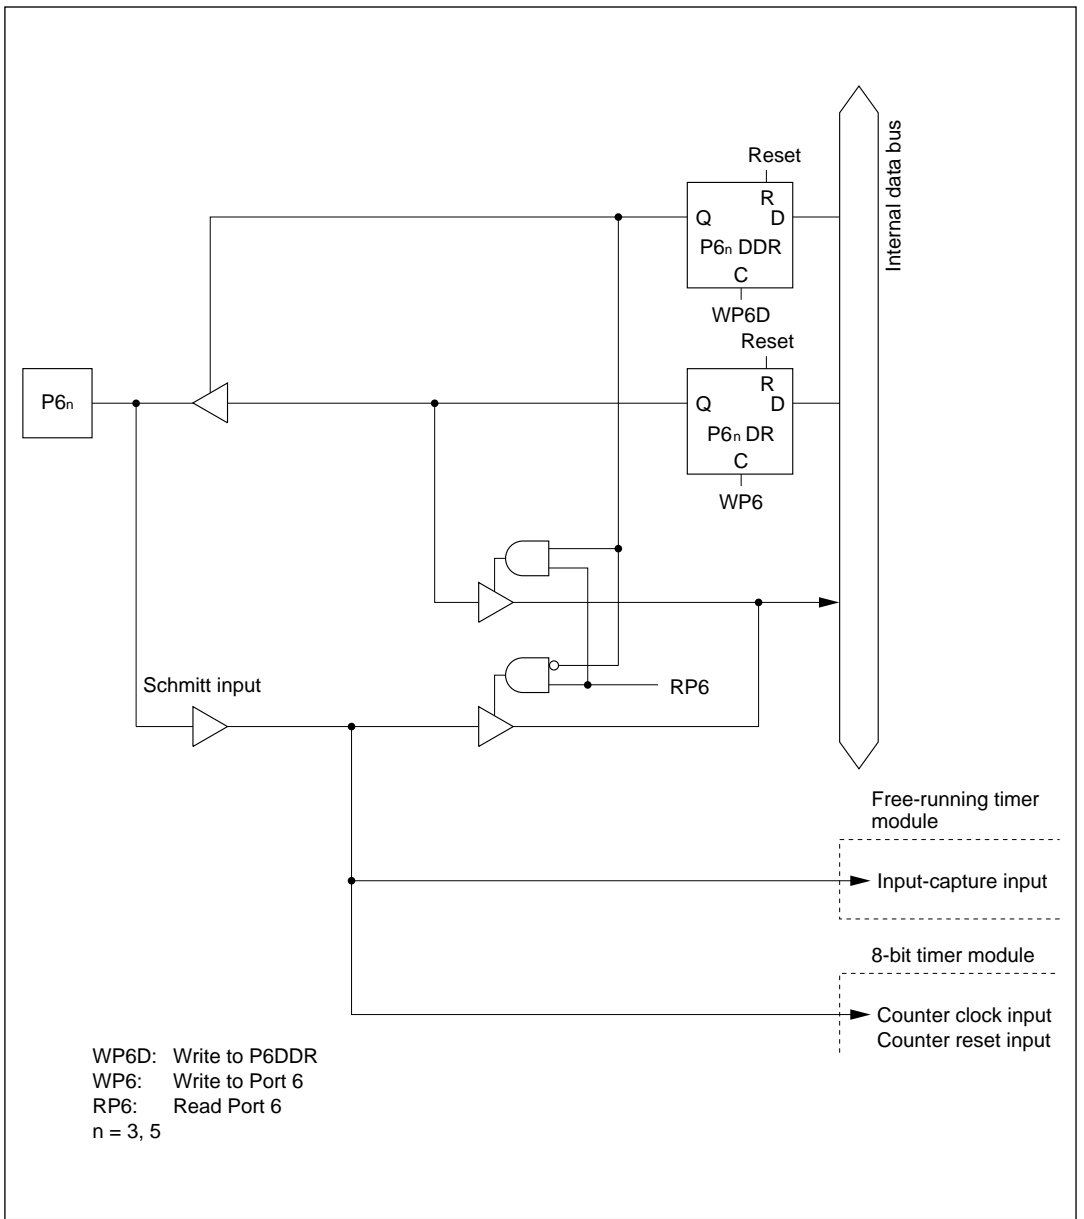 Reset
R
Q D
P6n DDR
C
WP6D
Internal data bus
Reset
R
Q D
P6n DR
C
WP6
P6n
Schmitt input
RP6
Free-running timer
module
Input-capture input
8-bit timer module
Counter clock input
Counter reset input
WP6D: Write to P6DDR
WP6: Write to Port 6
RP6: Read Port 6
n = 3, 5